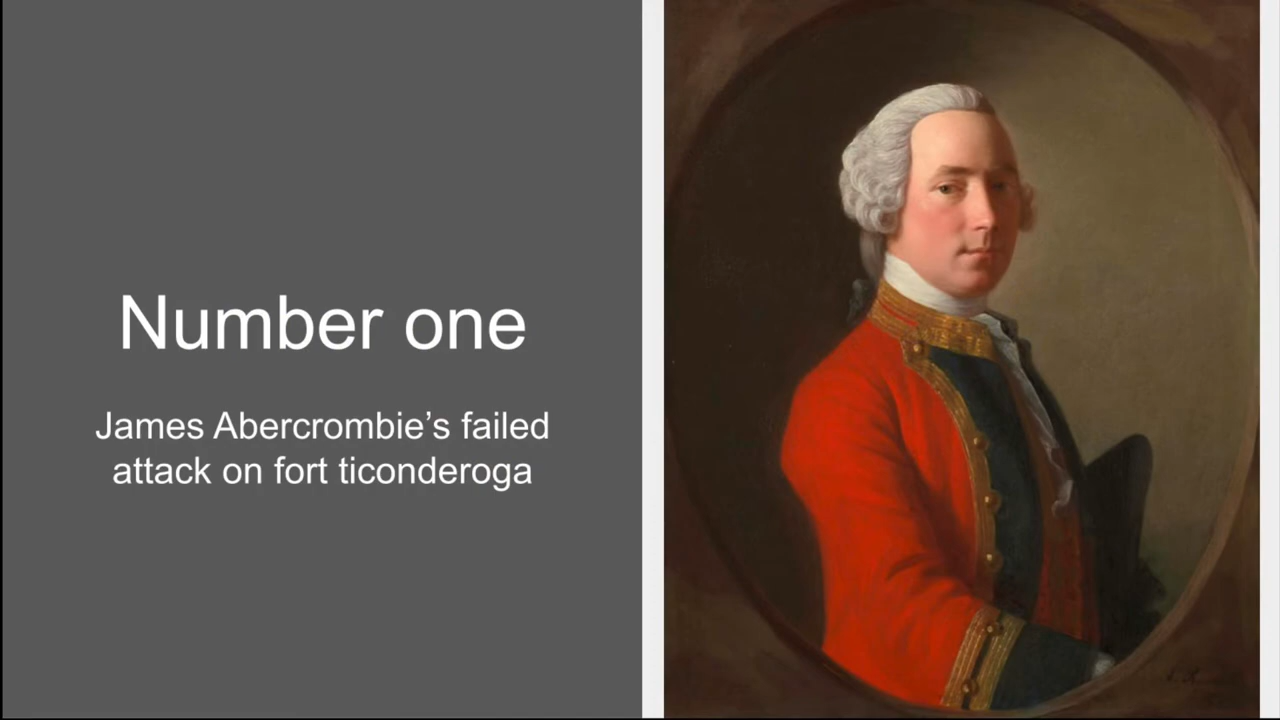 Number one
James Abercrombie’s failed
attack on fort ticonderoga